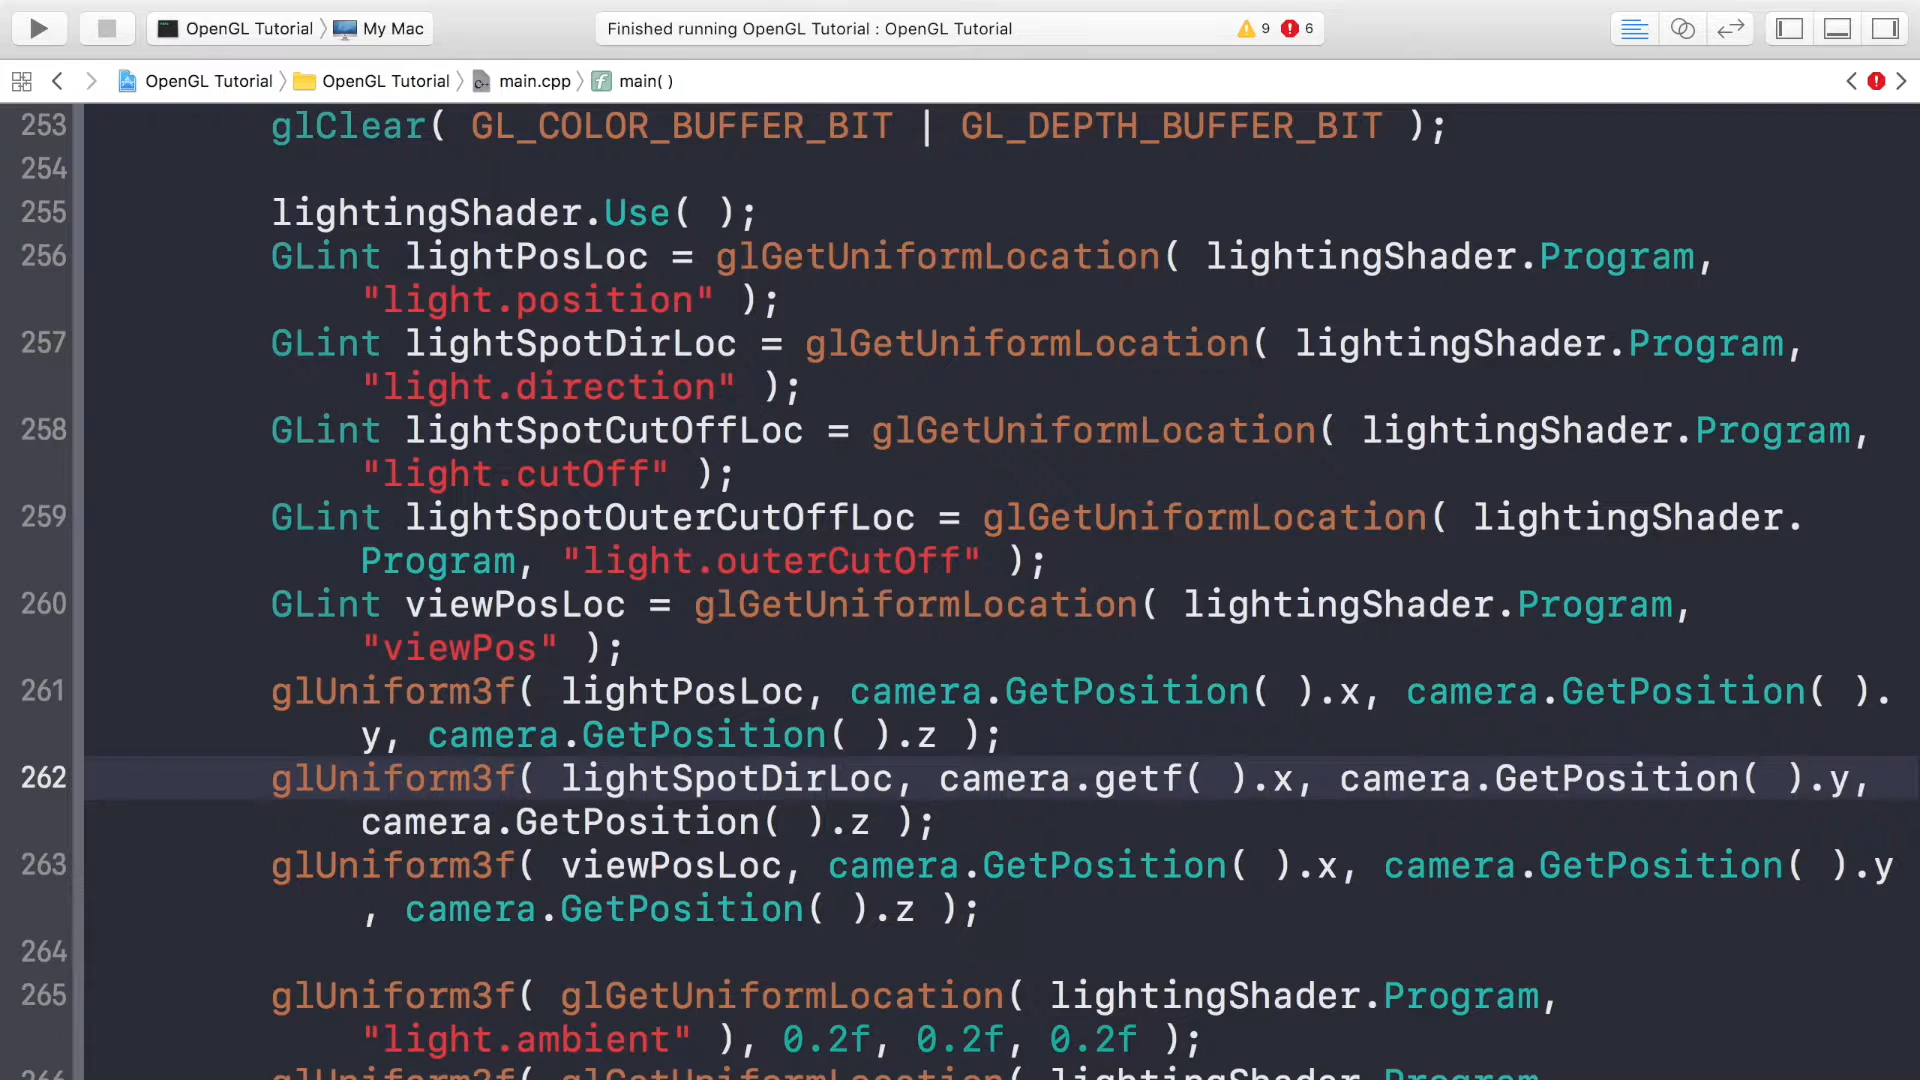 OpenGL Tutorial My Mac Finished running OpenGL Tutorial : OpenGL Tutorial 9 6
OpenGL Tutorial OpenGL Tutorial main.cpp main( )
253 glClear( GL_COLOR_BUFFER_BIT | GL_DEPTH_BUFFER_BIT );
254
255 lightingShader.Use( );
256 GLint lightPosLoc = glGetUniformLocation( lightingShader.Program,
"light.position" );
257 GLint lightSpotDirLoc = glGetUniformLocation( lightingShader.Program,
"light.direction" );
258 GLint lightSpotCutOffLoc = glGetUniformLocation( lightingShader.Program,
"light.cutOff" );
259 GLint lightSpotOuterCutOffLoc = glGetUniformLocation( lightingShader.
Program, "light.outerCutOff" );
260 GLint viewPosLoc = glGetUniformLocation( lightingShader.Program,
"viewPos" );
261 glUniform3f( lightPosLoc, camera.GetPosition( ).x, camera.GetPosition( ).
y, camera.GetPosition( ).z );
262 glUniform3f( lightSpotDirLoc, camera.getf( ).x, camera.GetPosition( ).y,
camera.GetPosition( ).z );
263 glUniform3f( viewPosLoc, camera.GetPosition( ).x, camera.GetPosition( ).y
, camera.GetPosition( ).z );
264
265 glUniform3f( glGetUniformLocation( lightingShader.Program,
"light.ambient" ), 0.2f, 0.2f, 0.2f );
266 glUniform3f( glGetUniformLocation( lightingShader.Program